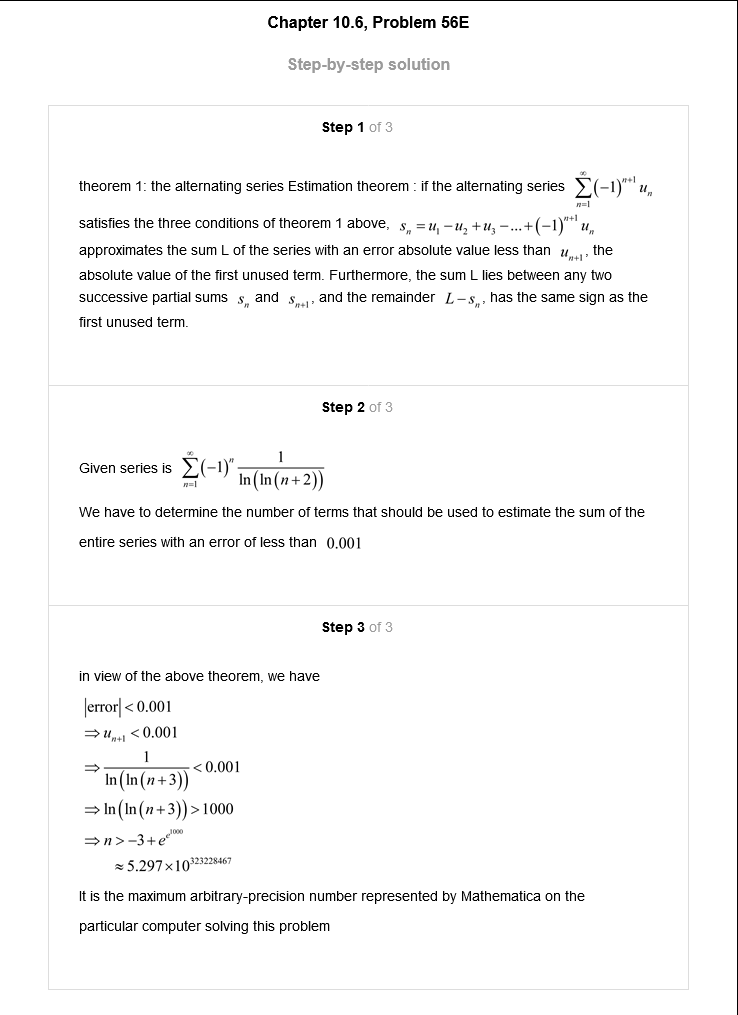 Chapter 10.6, Problem 56E
Step-by-step solution
Step 1 of 3
theorem 1: the alternating series Estimation theorem : if the alternating series $\sum_{n=1}^{\infty}(-1)^{n+1} u_n$
satisfies the three conditions of theorem 1 above, $s_n = u_1 - u_2 + u_3 - ... + (-1)^{n+1} u_n$
approximates the sum L of the series with an error absolute value less than $u_{n+1}$, the
absolute value of the first unused term. Furthermore, the sum L lies between any two
successive partial sums $s_n$ and $s_{n+1}$, and the remainder $L - s_n$, has the same sign as the
first unused term.
Step 2 of 3
Given series is $\sum_{n=1}^{\infty}(-1)^n \frac{1}{\ln(\ln(n+2))}$
We have to determine the number of terms that should be used to estimate the sum of the
entire series with an error of less than 0.001
Step 3 of 3
in view of the above theorem, we have
$|\text{error}| < 0.001$
$\Rightarrow u_{n+1} < 0.001$
$\Rightarrow \frac{1}{\ln(\ln(n+3))} < 0.001$
$\Rightarrow \ln(\ln(n+3)) > 1000$
$\Rightarrow n > -3 + e^{e^{1000}}$
$\approx 5.297 \times 10^{323228467}$
It is the maximum arbitrary-precision number represented by Mathematica on the
particular computer solving this problem